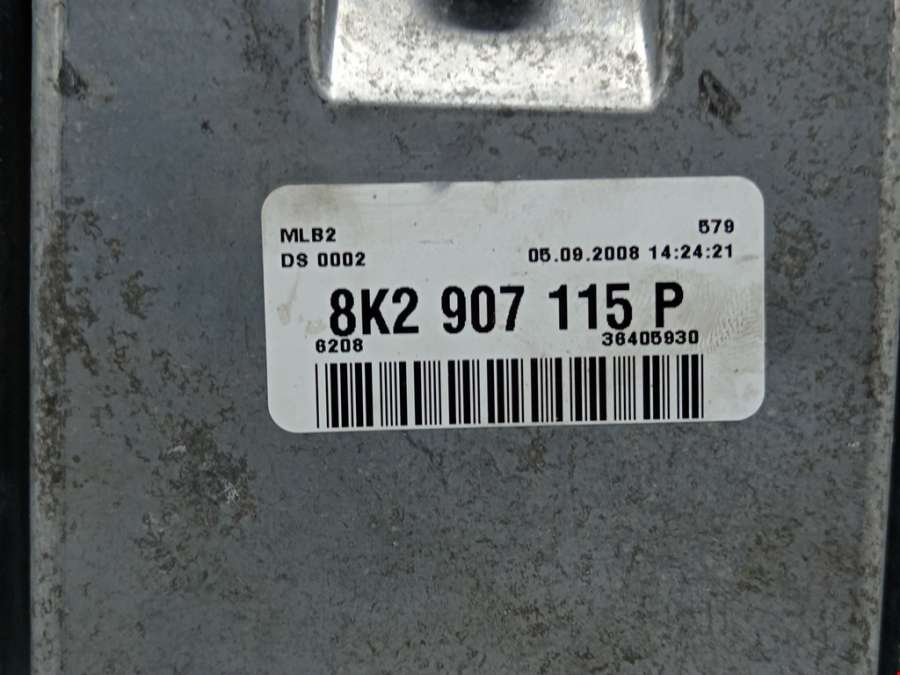 MLB2 579
DS 0002 05.09.2008 14:24:21
8K2 907 115 P
6208 36405930